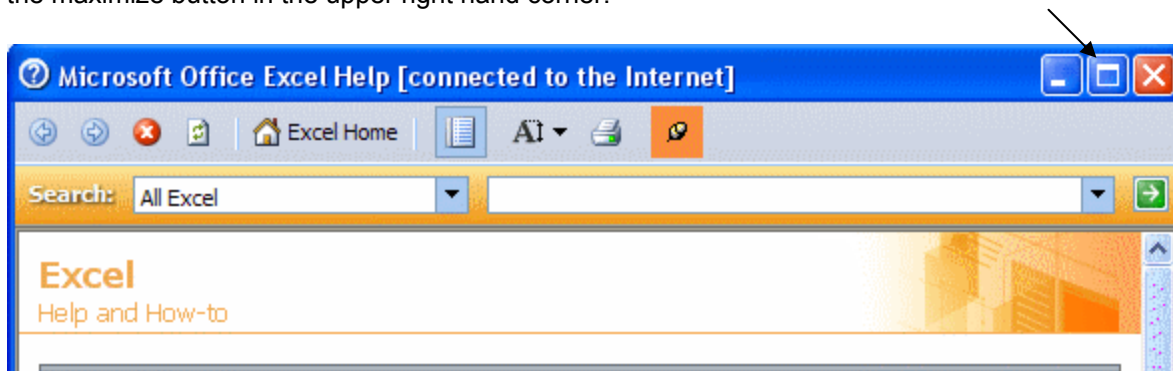 the maximize button in the upper right hand corner.
Microsoft Office Excel Help [connected to the Internet]
Excel Home
Search: All Excel
Excel
Help and How-to